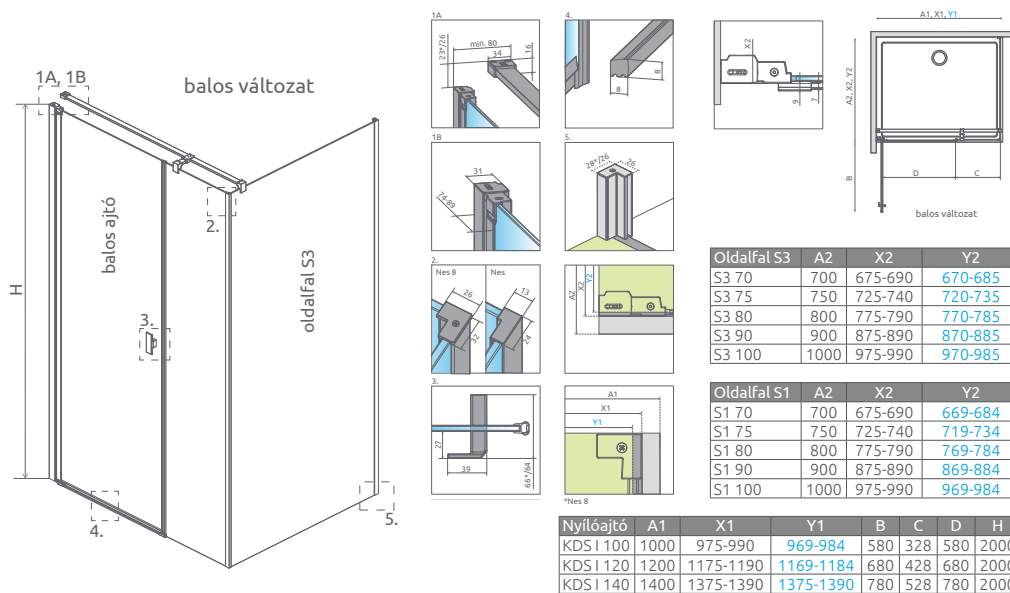 1A, 1B
balos változat
balos ajtó
oldalfal S3
H
2.
3.
4.
5.
1A
min. 80
34
23*/26
16
4.
8
8
X2
9
7
A1, X1, Y1
A2, X2, Y2
B
D
C
balos változat
1B
31
74-89
5.
28*/26
26
2.
Nes 8
Nes
26
32
13
24
A2
X2
Y2
3.
27
39
66*/64
A1
X1
Y1
*Nes 8
Oldalfal S3 A2 X2 Y2
S3 70 700 675-690 670-685
S3 75 750 725-740 720-735
S3 80 800 775-790 770-785
S3 90 900 875-890 870-885
S3 100 1000 975-990 970-985
Oldalfal S1 A2 X2 Y2
S1 70 700 675-690 669-684
S1 75 750 725-740 719-734
S1 80 800 775-790 769-784
S1 90 900 875-890 869-884
S1 100 1000 975-990 969-984
Nyílóajtó A1 X1 Y1 B C D H
KDS I 100 1000 975-990 969-984 580 328 580 2000
KDS I 120 1200 1175-1190 1169-1184 680 428 680 2000
KDS I 140 1400 1375-1390 1375-1390 780 528 780 2000